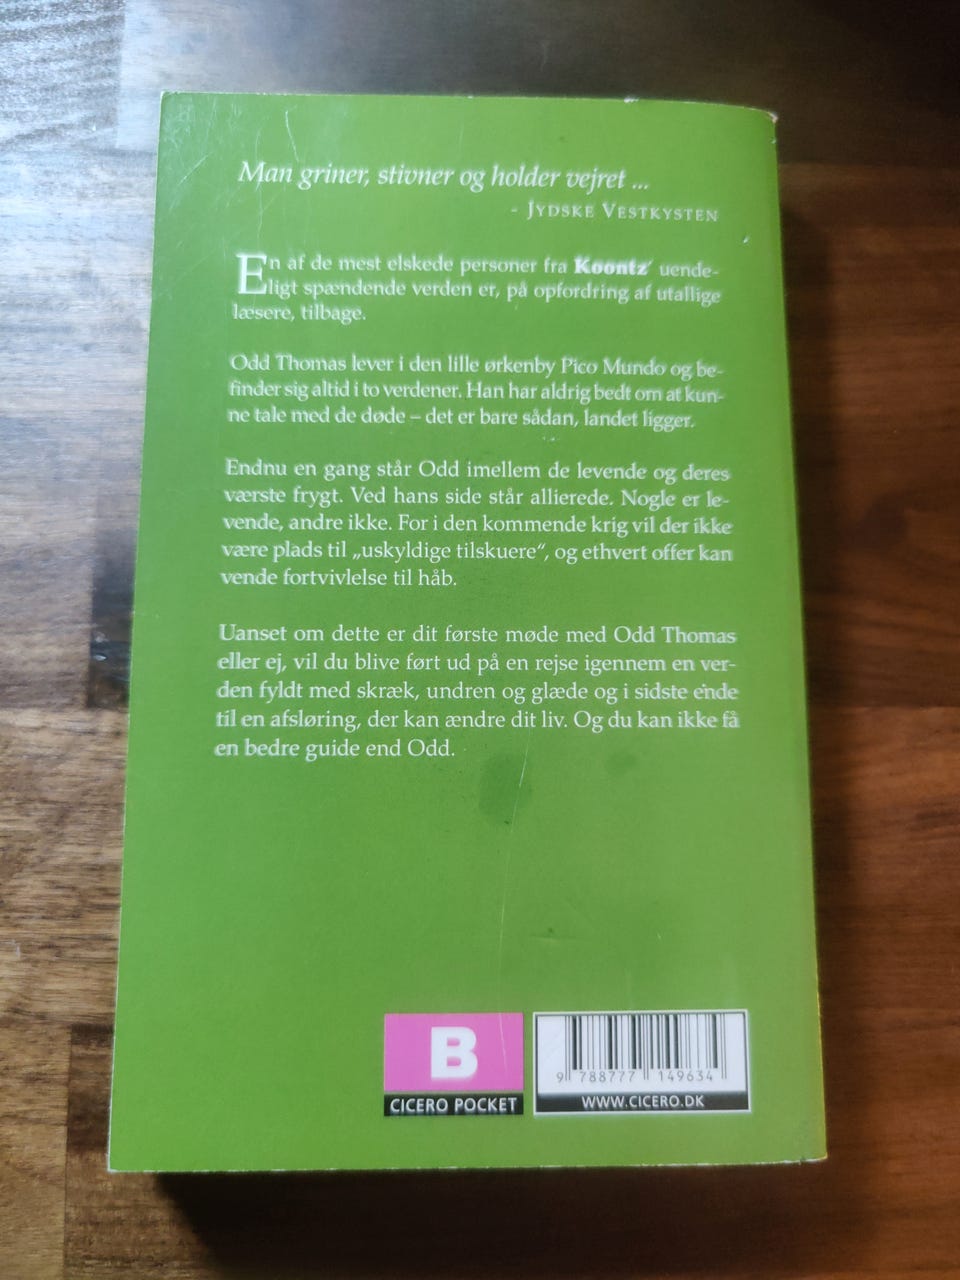 Man griner, stivner og holder vejret ...
- JYDSKE VESTKYSTEN
En af de mest elskede personer fra Koontz' uende-
ligt spændende verden er, på opfordring af utallige
læsere, tilbage.
Odd Thomas lever i den lille ørkenby Pico Mundo og be-
finder sig altid i to verdener. Han har aldrig bedt om at kun-
ne tale med de døde – det er bare sådan, landet ligger.
Endnu en gang står Odd imellem de levende og deres
værste frygt. Ved hans side står allierede. Nogle er le-
vende, andre ikke. For i den kommende krig vil der ikke
være plads til „uskyldige tilskuere“, og ethvert offer kan
vende fortvivlelse til håb.
Uanset om dette er dit første møde med Odd Thomas
eller ej, vil du blive ført ud på en rejse igennem en ver-
den fyldt med skræk, undren og glæde og i sidste ende
til en afsløring, der kan ændre dit liv. Og du kan ikke få
en bedre guide end Odd.
B
CICERO POCKET
9 788777 149634
WWW.CICERO.DK